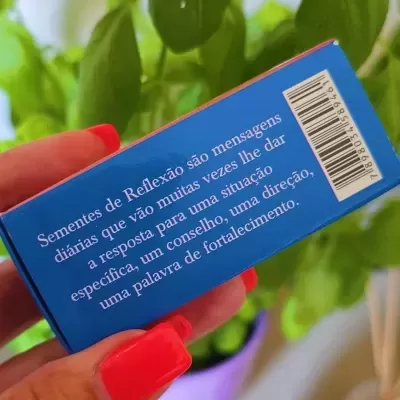 Sementes de Reflexão são mensagens
diárias que vão muitas vezes lhe dar
a resposta para uma situação
específica, um conselho, uma direção,
uma palavra de fortalecimento.